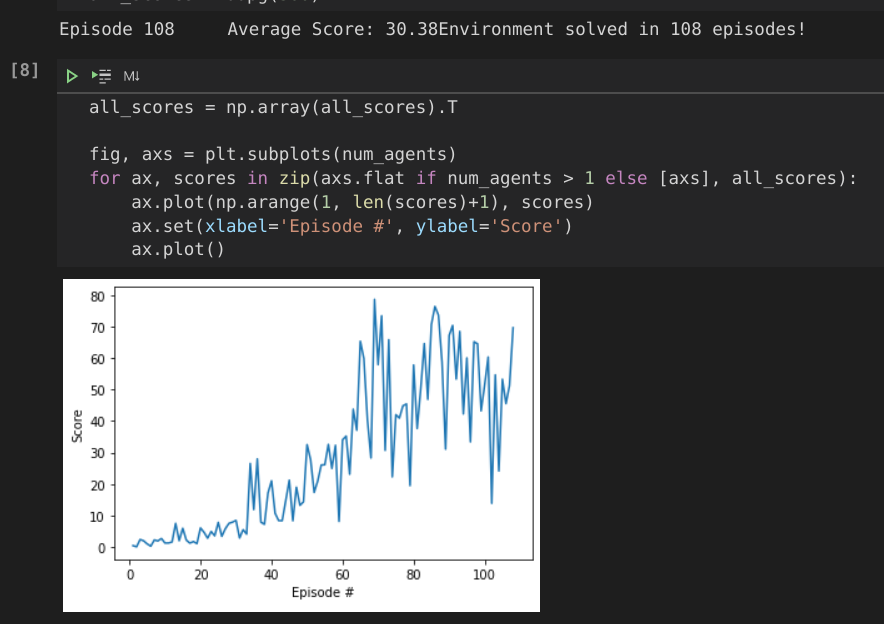 Episode 108     Average Score: 30.38Environment solved in 108 episodes!
[8]
M↓
all_scores = np.array(all_scores).T
fig, axs = plt.subplots(num_agents)
for ax, scores in zip(axs.flat if num_agents > 1 else [axs], all_scores):
    ax.plot(np.arange(1, len(scores)+1), scores)
    ax.set(xlabel='Episode #', ylabel='Score')
    ax.plot()
80
70
60
50
40
30
20
10
0
Score
0 20 40 60 80 100
Episode #